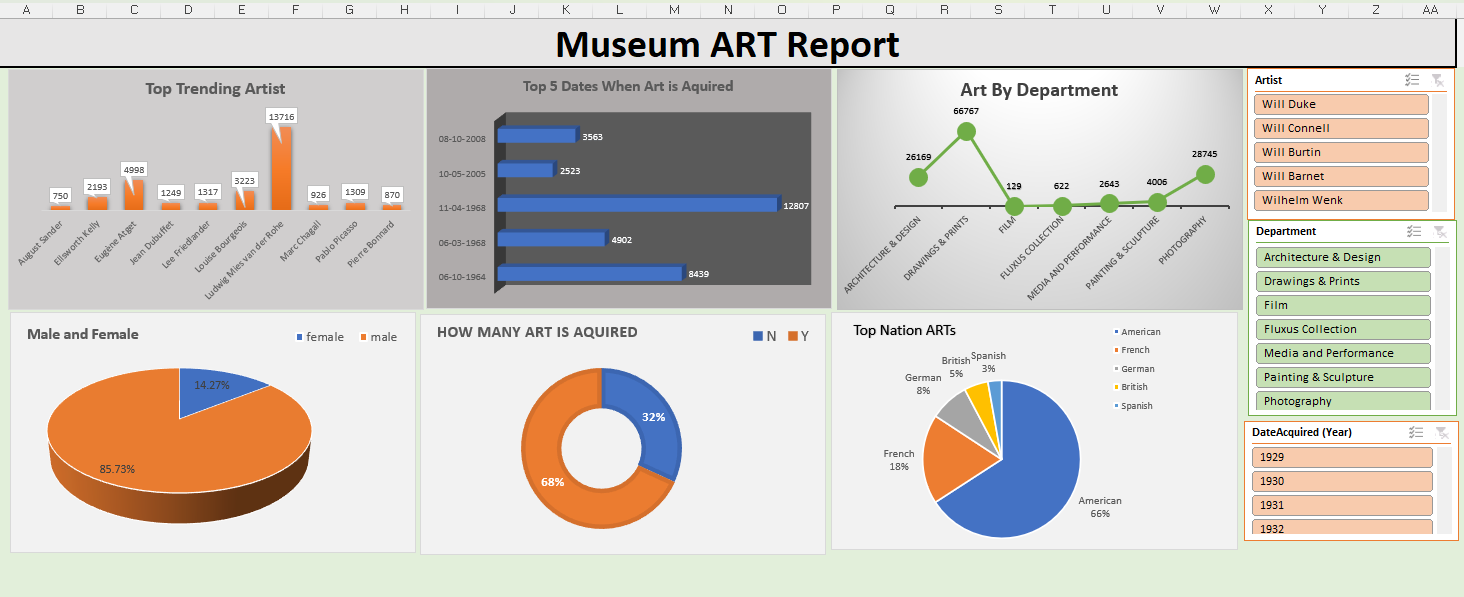 A B C D E F G H I J K L M N O P Q R S T U V W X Y Z AA
Museum ART Report
Top Trending Artist
13716
4998
3223
2193
750
1249
1317
926
1309
870
August Sander
Ellsworth Kelly
Eugène Atget
Jean Dubuffet
Lee Friedlander
Louise Bourgeois
Ludwig Mies van der Rohe
Marc Chagall
Pablo Picasso
Pierre Bonnard
Top 5 Dates When Art is Aquired
08-10-2008 3563
10-05-2005 2523
11-04-1968 12807
06-03-1968 4902
06-10-1964 8439
Art By Department
66767
26169
129
622
2643
4006
28745
ARCHITECTURE & DESIGN
DRAWINGS & PRINTS
FILM
FLUXUS COLLECTION
MEDIA AND PERFORMANCE
PAINTING & SCULPTURE
PHOTOGRAPHY
Artist
Will Duke
Will Connell
Will Burtin
Will Barnet
Wilhelm Wenk
Department
Architecture & Design
Drawings & Prints
Film
Fluxus Collection
Media and Performance
Painting & Sculpture
Photography
Male and Female
female male
14.27%
85.73%
HOW MANY ART IS AQUIRED
N Y
32%
68%
Top Nation ARTs
American
French
German
British
Spanish
Spanish
3%
British
5%
German
8%
French
18%
American
66%
DateAcquired (Year)
1929
1930
1931
1932